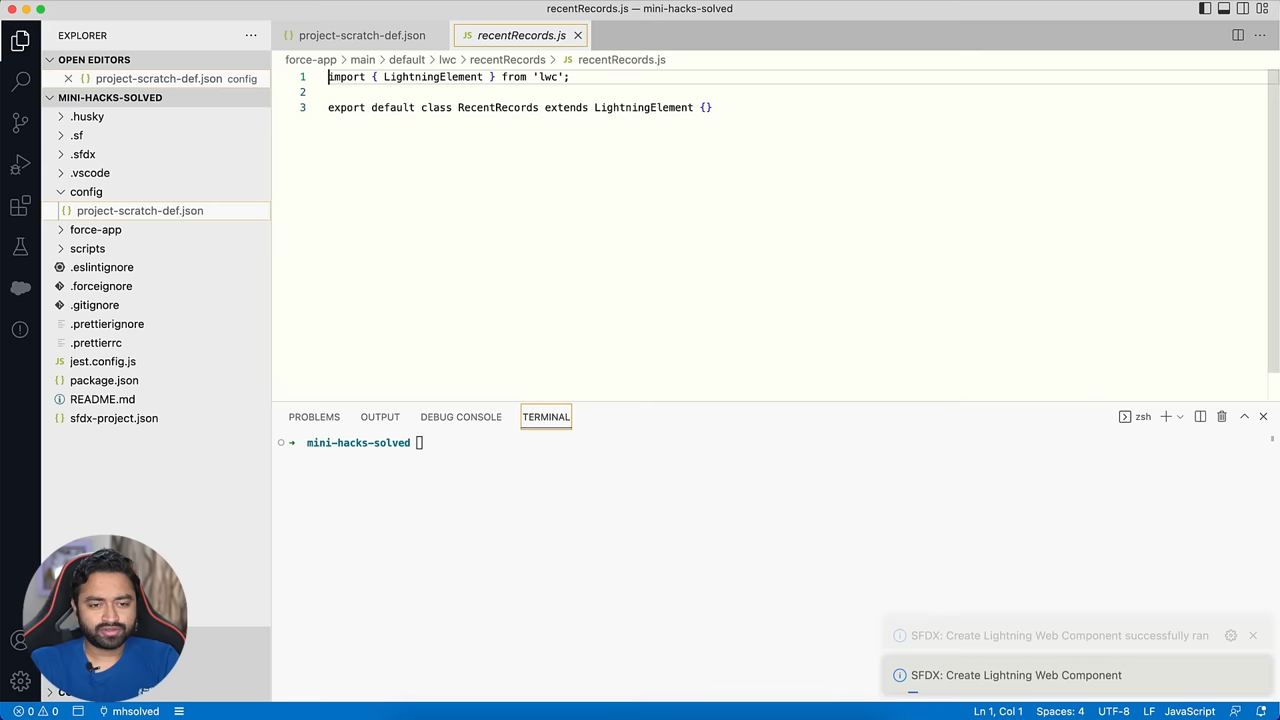 recentRecords.js — mini-hacks-solved
EXPLORER
project-scratch-def.json
JS recentRecords.js
OPEN EDITORS
force-app > main > default > lwc > recentRecords > JS recentRecords.js
{} project-scratch-def.json config
1 import { LightningElement } from 'lwc';
MINI-HACKS-SOLVED
2
.husky
3 export default class RecentRecords extends LightningElement {}
.sf
.sfdx
.vscode
config
{} project-scratch-def.json
force-app
scripts
.eslintignore
.forceignore
.gitignore
.prettierignore
.prettierrc
JS jest.config.js
{} package.json
README.md
{} sfdx-project.json
PROBLEMS OUTPUT DEBUG CONSOLE TERMINAL
zsh
mini-hacks-solved
SFDX: Create Lightning Web Component successfully ran
SFDX: Create Lightning Web Component
0 0 mhsolved
Ln 1, Col 1 Spaces: 4 UTF-8 LF JavaScript